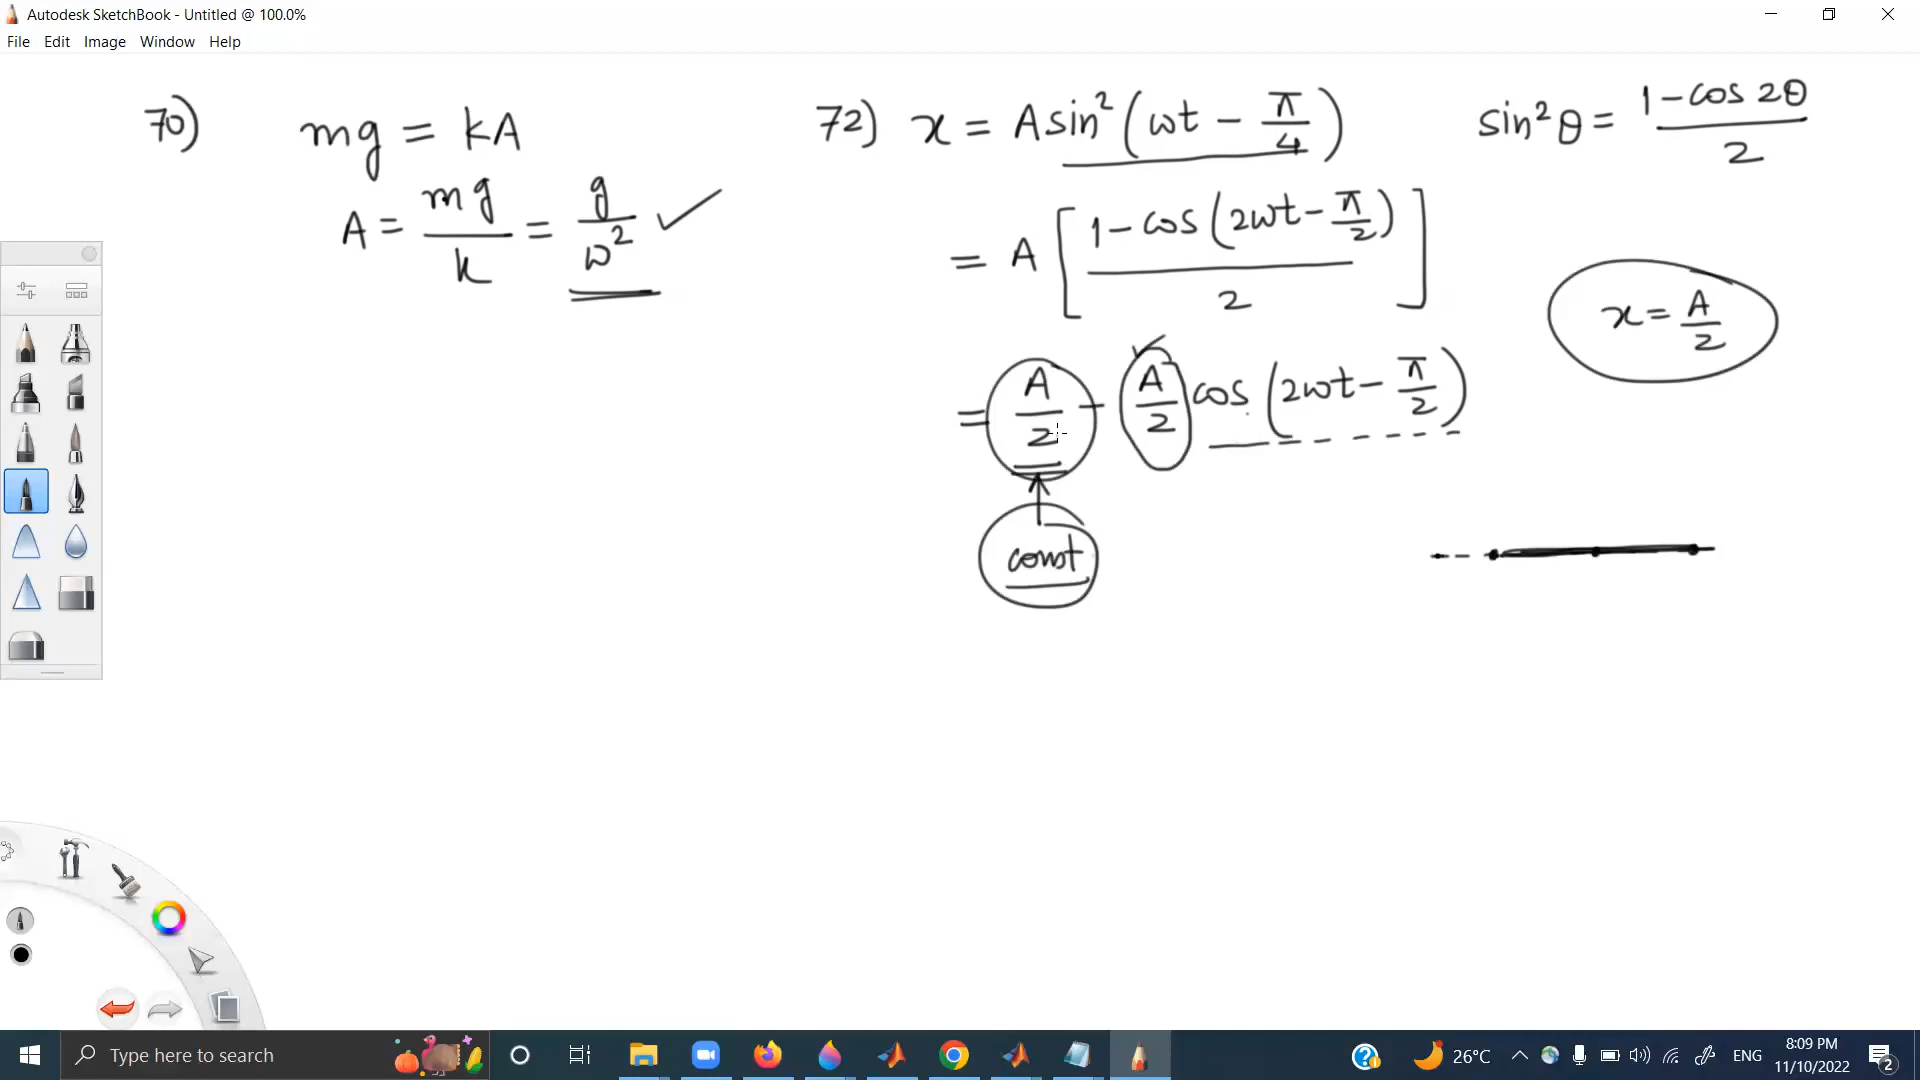 Autodesk SketchBook - Untitled @ 100.0%
File Edit Image Window Help
70) mg = kA
A = mg/k = g/ω²
72) x = A sin² (ωt - π/4)
sin²θ = (1 - cos 2θ)/2
= A [(1 - cos (2ωt - π/2))/2]
x = A/2
= A/2 - A/2 cos (2ωt - π/2)
const
Type here to search
26°C
ENG
8:09 PM
11/10/2022
2